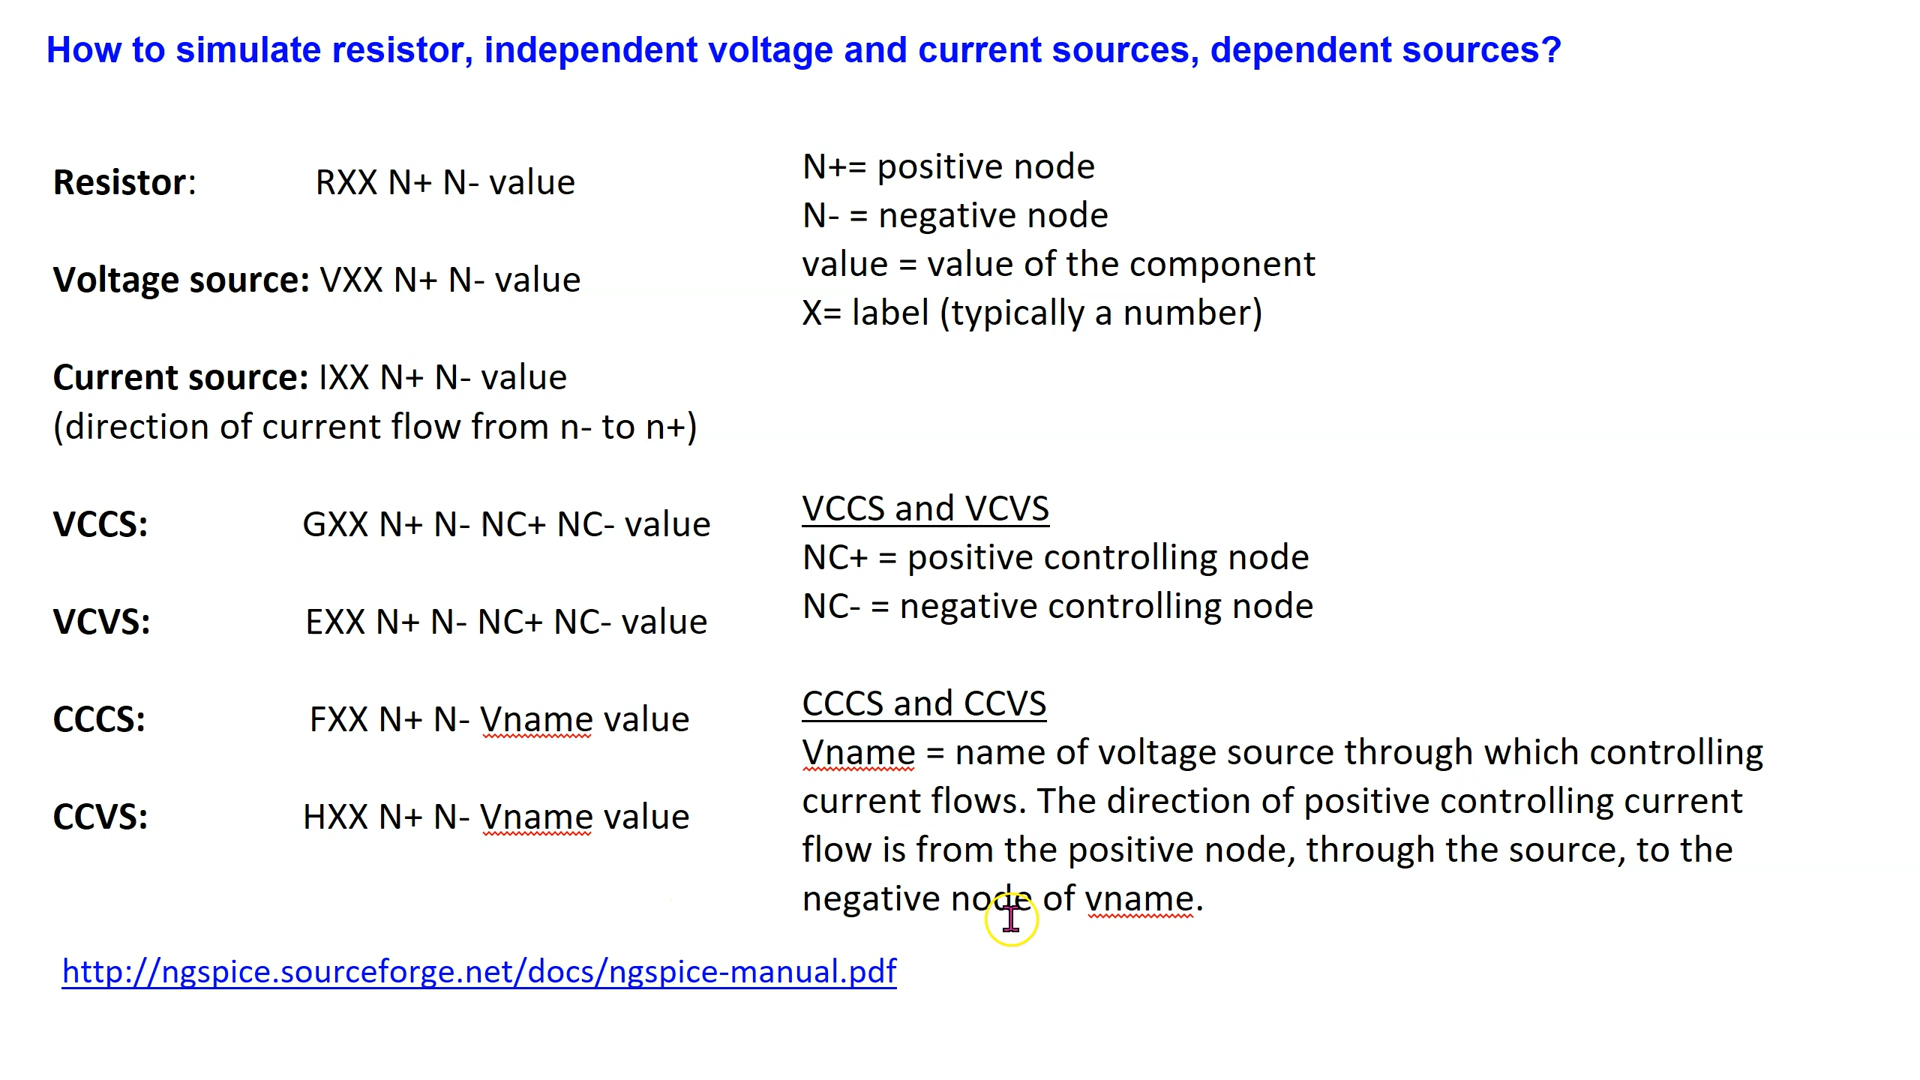 How to simulate resistor, independent voltage and current sources, dependent sources?
Resistor: RXX N+ N- value
Voltage source: VXX N+ N- value
Current source: IXX N+ N- value
(direction of current flow from n- to n+)
VCCS: GXX N+ N- NC+ NC- value
VCVS: EXX N+ N- NC+ NC- value
CCCS: FXX N+ N- Vname value
CCVS: HXX N+ N- Vname value
N+= positive node
N- = negative node
value = value of the component
X= label (typically a number)
VCCS and VCVS
NC+ = positive controlling node
NC- = negative controlling node
CCCS and CCVS
Vname = name of voltage source through which controlling
current flows. The direction of positive controlling current
flow is from the positive node, through the source, to the
negative node of vname.
http://ngspice.sourceforge.net/docs/ngspice-manual.pdf